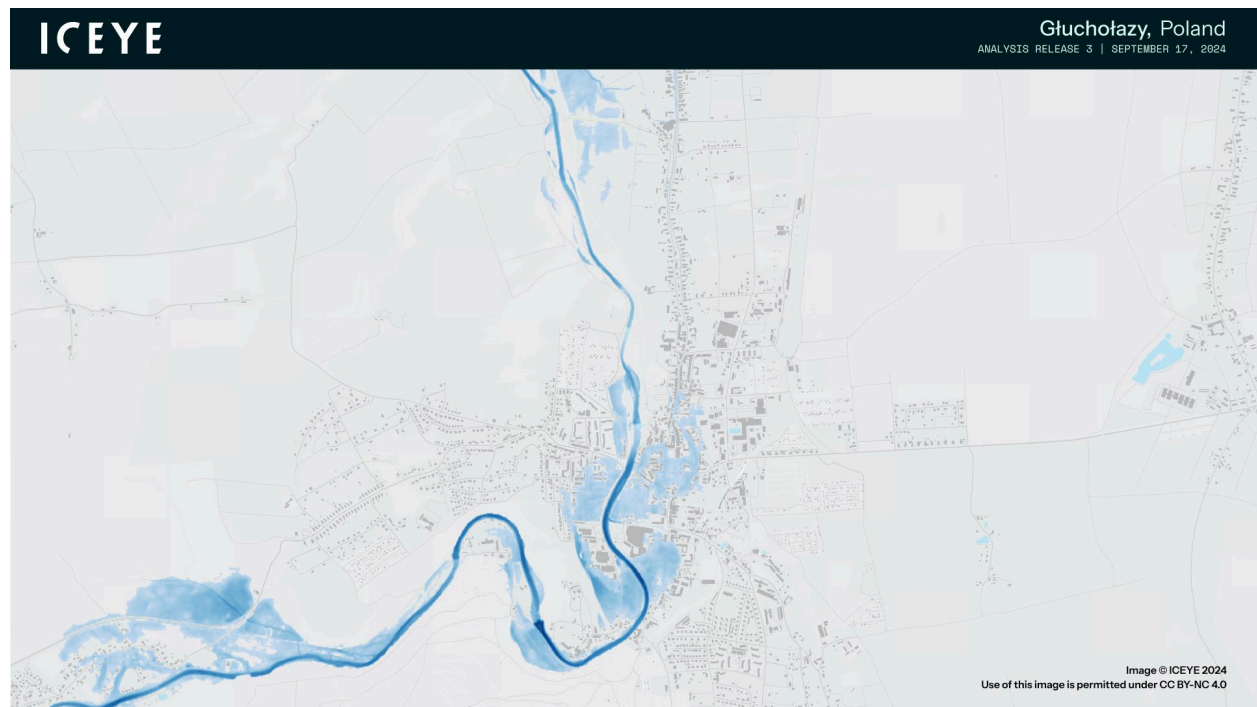 ICEYE
Głuchołazy, Poland
ANALYSIS RELEASE 3 | SEPTEMBER 17, 2024
Image © ICEYE 2024
Use of this image is permitted under CC BY-NC 4.0